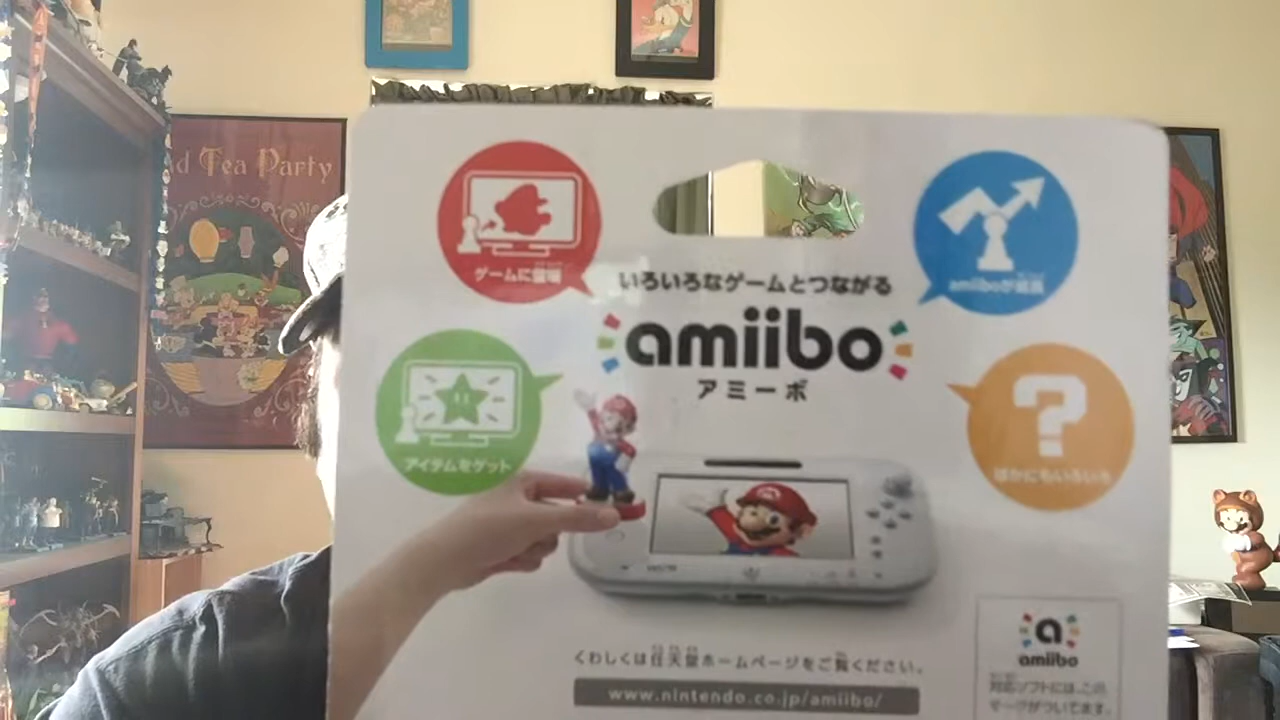 ad Tea Party
ゲームに登場
いろいろなゲームとつながる
amiiboが成長
amiibo
アミーボ
アイテムをゲット
ほかにもいろいろ
くわしくは任天堂ホームページをご覧ください。
www.nintendo.co.jp/amiibo/
a
amiibo
対応ソフトには、この
マークがついてます。